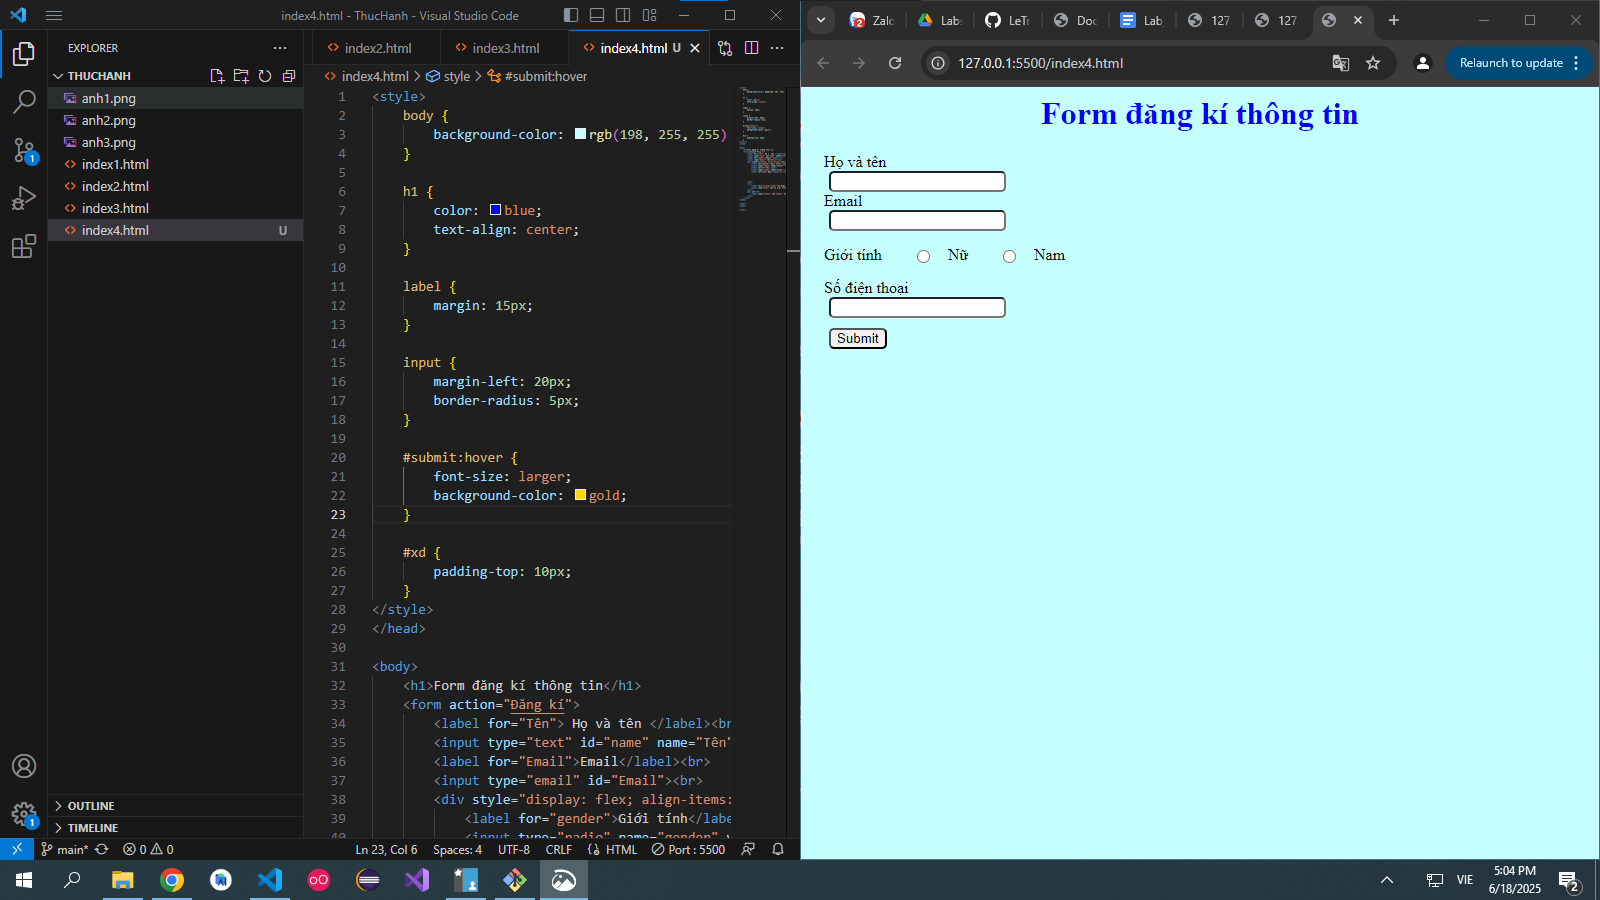 index4.html - ThucHanh - Visual Studio Code
EXPLORER
THUCHANH
anh1.png
anh2.png
anh3.png
index1.html
index2.html
index3.html
index4.html U
OUTLINE
TIMELINE
index2.html
index3.html
index4.html U
index4.html > style > #submit:hover
1 <style>
2 body {
3 background-color: rgb(198, 255, 255)
4 }
5
6 h1 {
7 color: blue;
8 text-align: center;
9 }
10
11 label {
12 margin: 15px;
13 }
14
15 input {
16 margin-left: 20px;
17 border-radius: 5px;
18 }
19
20 #submit:hover {
21 font-size: larger;
22 background-color: gold;
23 }
24
25 #xd {
26 padding-top: 10px;
27 }
28 </style>
29 </head>
30
31 <body>
32 <h1>Form đăng kí thông tin</h1>
33 <form action="Đăng kí">
34 <label for="Tên"> Họ và tên </label><br
35 <input type="text" id="name" name="Tên"
36 <label for="Email">Email</label><br>
37 <input type="email" id="Email"><br>
38 <div style="display: flex; align-items:
39 <label for="gender">Giới tính</labe
40 <input type="radio" name="gender" v
main* 0 0 Ln 23, Col 6 Spaces: 4 UTF-8 CRLF HTML Port : 5500
1
1
Zalo
Labs
LeTr
Doc
Lab
127
127
127.0.0.1:5500/index4.html
Relaunch to update
Form đăng kí thông tin
Họ và tên
Email
Giới tính Nữ Nam
Số điện thoại
Submit
VIE
5:04 PM
6/18/2025
2